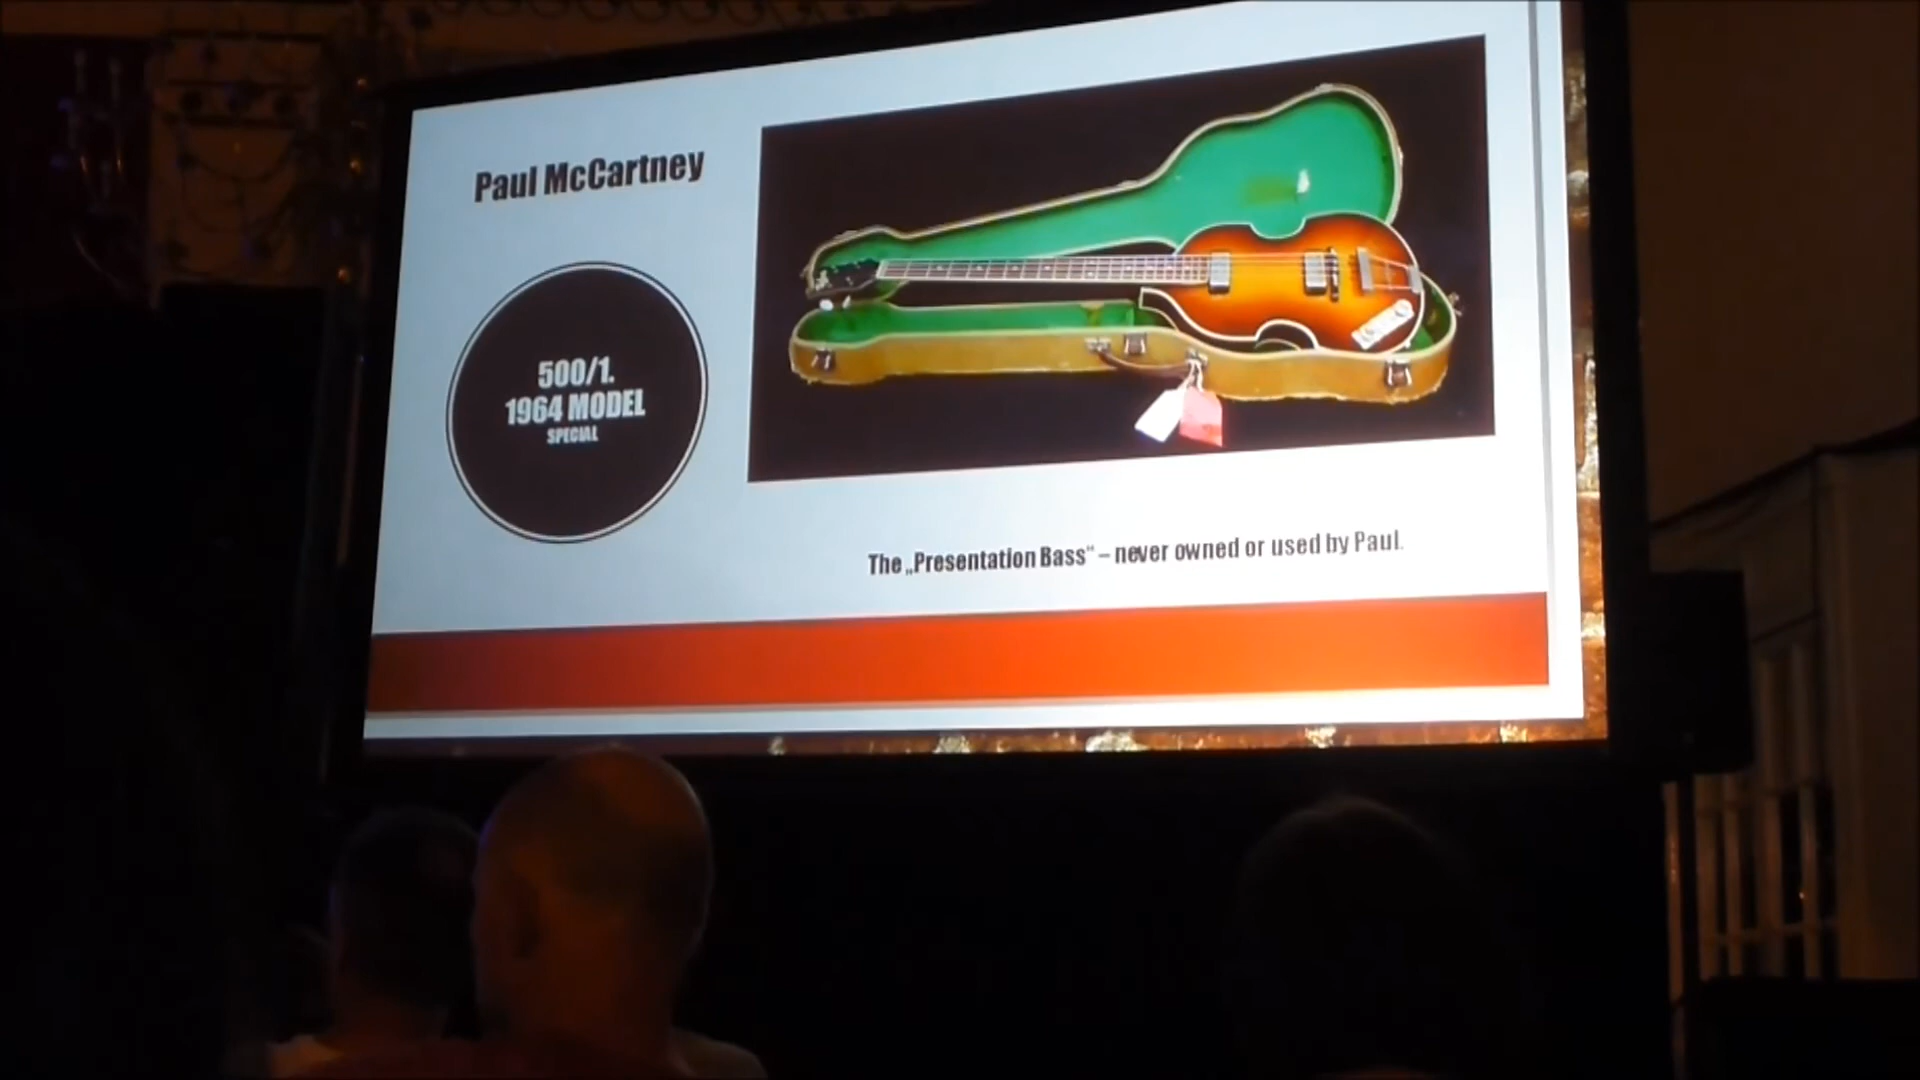 Paul McCartney
500/1.
1964 MODEL
SPECIAL
The „Presentation Bass“ – never owned or used by Paul.